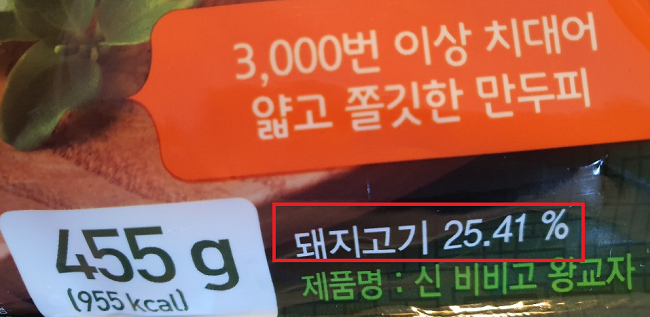 3,000번 이상 치대어
얇고 쫄깃한 만두피
455 g
(955 kcal)
돼지고기 25.41 %
제품명 : 신 비비고 왕교자